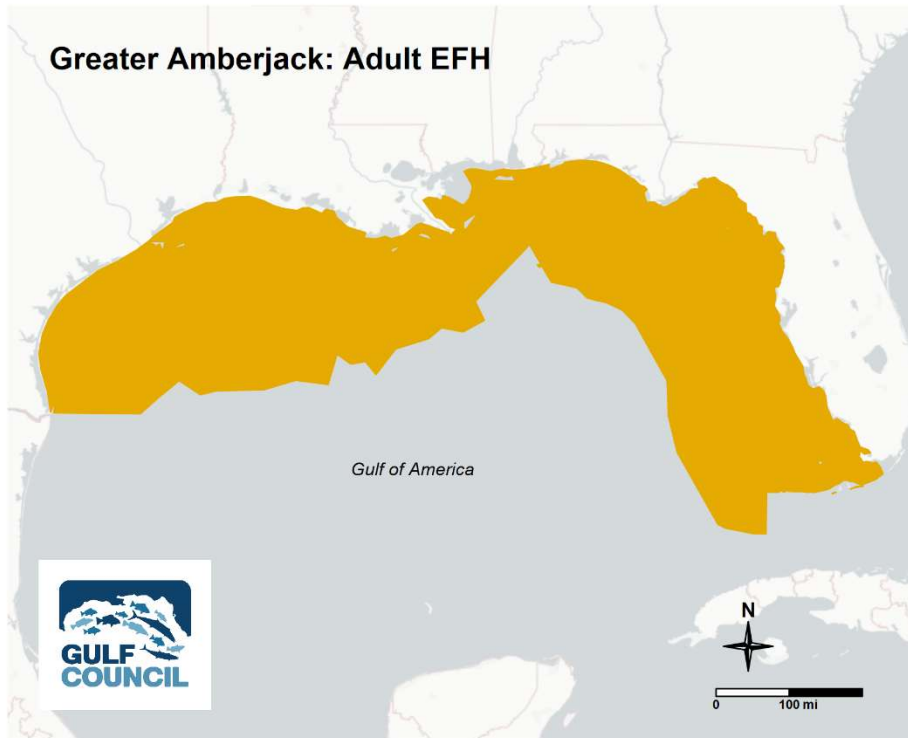 Greater Amberjack: Adult EFH
Gulf of America
GULF
COUNCIL
N
0 100 mi